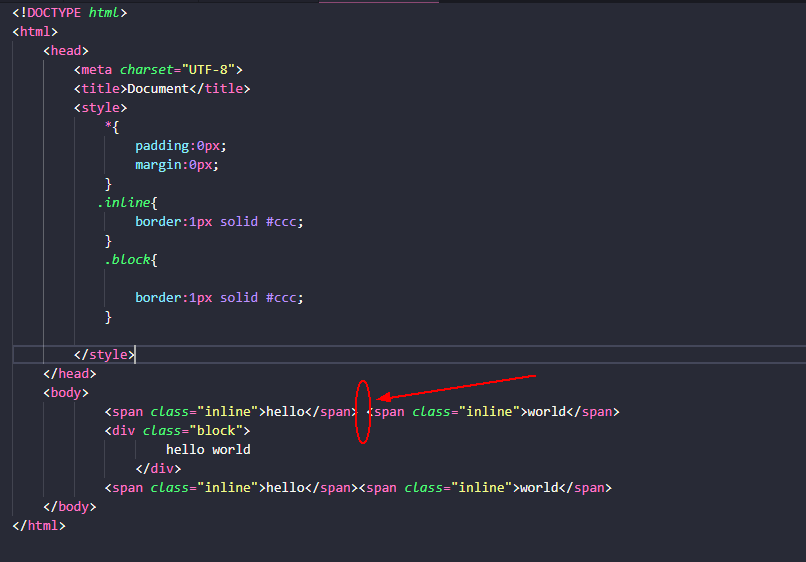 <!DOCTYPE html>
<html>
    <head>
        <meta charset="UTF-8">
        <title>Document</title>
        <style>
            *{
                padding:0px;
                margin:0px;
            }
           .inline{
                border:1px solid #ccc;
            }
            .block{

                border:1px solid #ccc;
            }

        </style>
    </head>
    <body>
            <span class="inline">hello</span> <span class="inline">world</span>
            <div class="block">
                    hello world
                </div>
            <span class="inline">hello</span><span class="inline">world</span>
    </body>
</html>